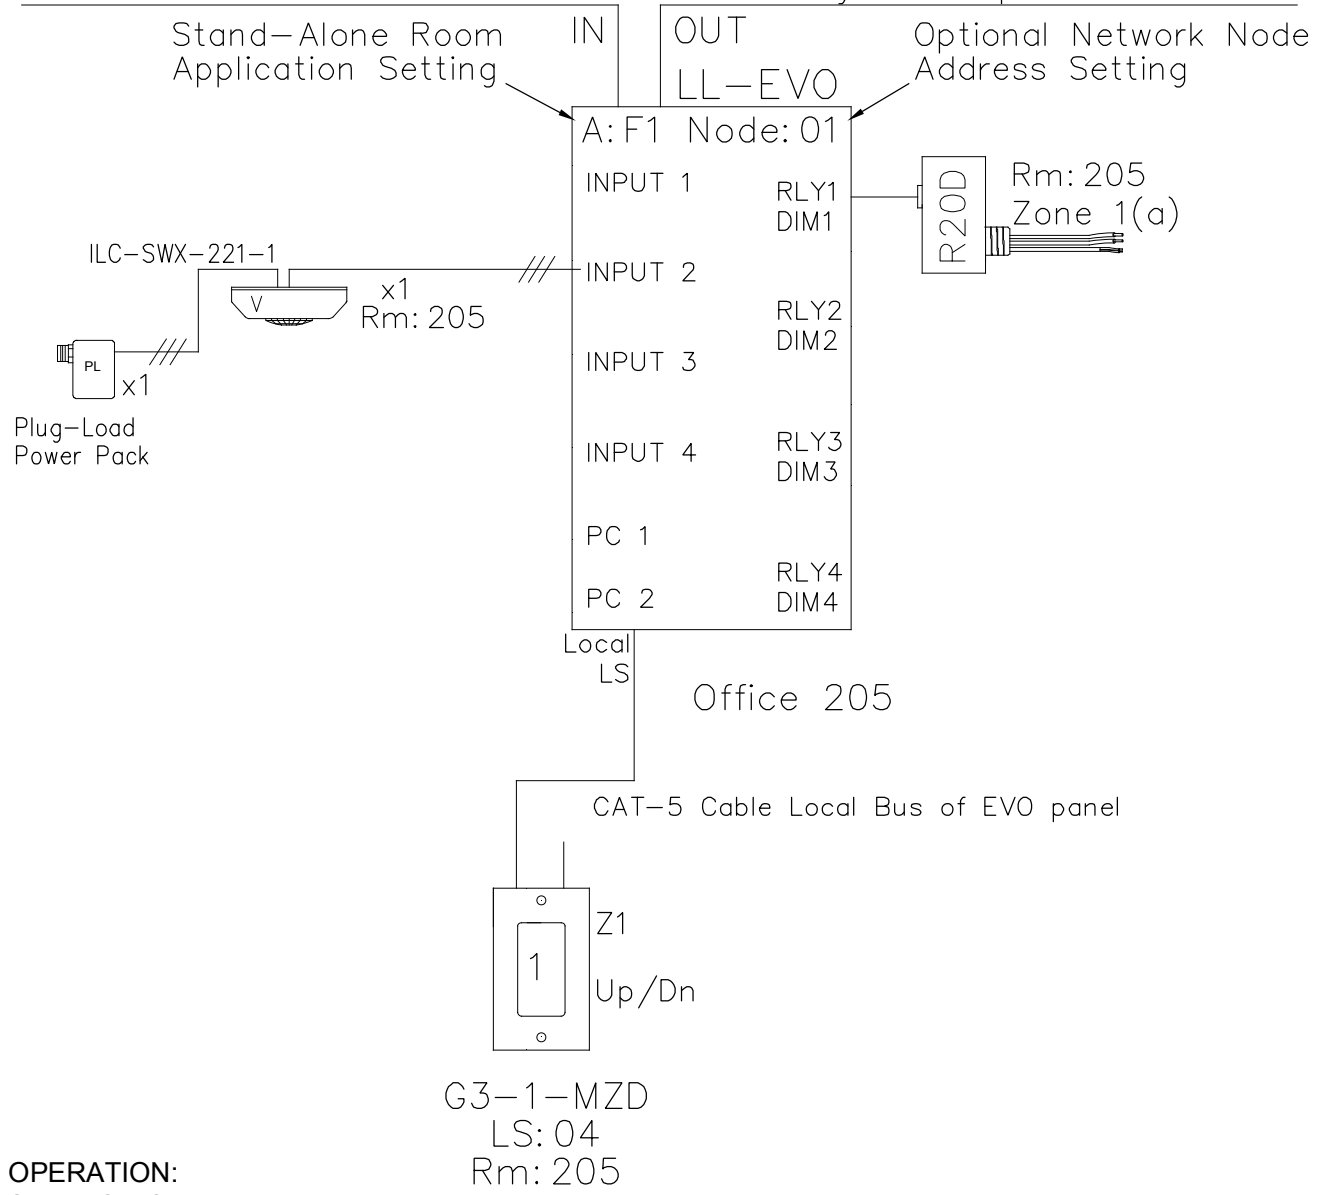 IN
OUT
Stand-Alone Room
Application Setting
Optional Network Node
Address Setting
LL-EVO
A:F1 Node:01
INPUT 1
RLY1
DIM1
R20D
Rm:205
Zone 1(a)
ILC-SWX-221-1
V
x1
Rm:205
INPUT 2
RLY2
DIM2
PL
x1
Plug-Load
Power Pack
INPUT 3
INPUT 4
RLY3
DIM3
PC 1
PC 2
RLY4
DIM4
Local
LS
Office 205
CAT-5 Cable Local Bus of EVO panel
1
Z1
Up/Dn
G3-1-MZD
LS:04
Rm:205
OPERATION: